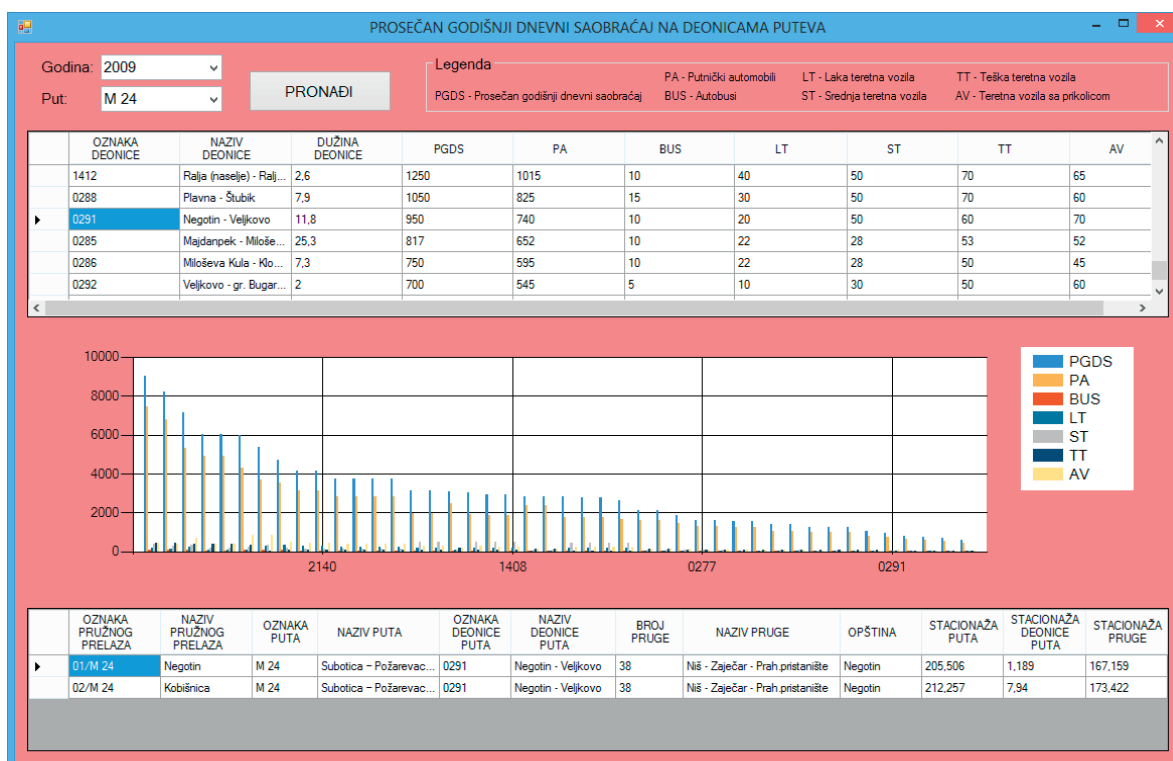 PROSEČAN GODIŠNJI DNEVNI SAOBRAĆAJ NA DEONICAMA PUTEVA
Godina: 2009
Put: M 24
PRONAĐI
Legenda
PA - Putnički automobili LT - Laka teretna vozila TT - Teška teretna vozila
PGDS - Prosečan godišnji dnevni saobraćaj BUS - Autobusi ST - Srednja teretna vozila AV - Teretna vozila sa prikolicom
OZNAKA DEONICE NAZIV DEONICE DUŽINA DEONICE PGDS PA BUS LT ST TT AV
1412 Ralja (naselje) - Ralj... 2,6 1250 1015 10 40 50 70 65
0288 Plavna - Štubik 7,9 1050 825 15 30 50 70 60
0291 Negotin - Veljkovo 11,8 950 740 10 20 50 60 70
0285 Majdanpek - Miloše... 25,3 817 652 10 22 28 53 52
0286 Miloševa Kula - Klo... 7,3 750 595 10 22 28 50 45
0292 Veljkovo - gr. Bugar... 2 700 545 5 10 30 50 60
10000
8000
6000
4000
2000
0
2140 1408 0277 0291
PGDS
PA
BUS
LT
ST
TT
AV
OZNAKA PRUŽNOG PRELAZA NAZIV PRUŽNOG PRELAZA OZNAKA PUTA NAZIV PUTA OZNAKA DEONICE PUTA NAZIV DEONICE PUTA BROJ PRUGE NAZIV PRUGE OPŠTINA STACIONAŽA PUTA STACIONAŽA DEONICE PUTA STACIONAŽA PRUGE
01/M 24 Negotin M 24 Subotica – Požarevac... 0291 Negotin - Veljkovo 38 Niš - Zaječar - Prah.pristanište Negotin 205,506 1,189 167,159
02/M 24 Kobišnica M 24 Subotica – Požarevac... 0291 Negotin - Veljkovo 38 Niš - Zaječar - Prah.pristanište Negotin 212,257 7,94 173,422